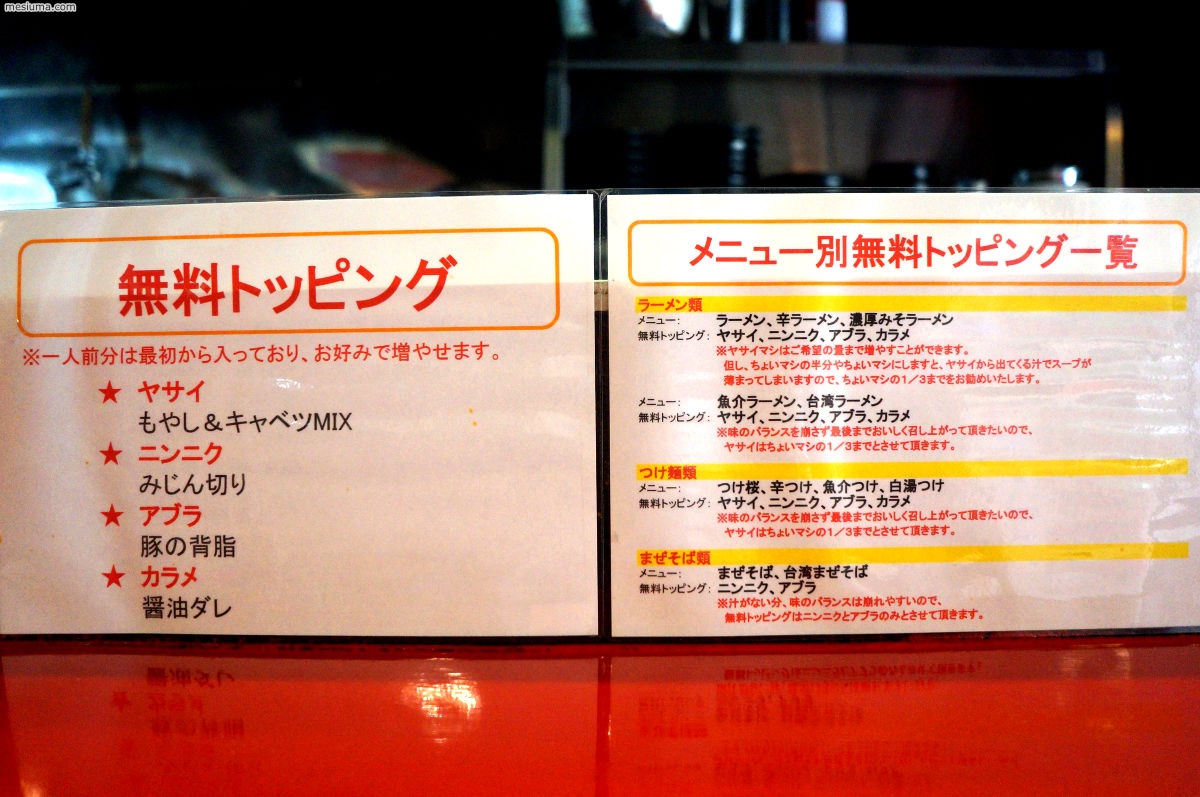 mesiuma.com
無料トッピング
※一人前分は最初から入っており、お好みで増やせます。
★ ヤサイ
もやし＆キャベツMIX
★ ニンニク
みじん切り
★ アブラ
豚の背脂
★ カラメ
醤油ダレ
メニュー別無料トッピング一覧
ラーメン類
メニュー： ラーメン、辛ラーメン、濃厚みそラーメン
無料トッピング： ヤサイ、ニンニク、アブラ、カラメ
※ヤサイマシはご希望の量まで増やすことができます。
但し、ちょいマシの半分やちょいマシにしますと、ヤサイから出てくる汁でスープが
薄まってしまいますので、ちょいマシの1／3までをお勧めいたします。
メニュー： 魚介ラーメン、台湾ラーメン
無料トッピング： ヤサイ、ニンニク、アブラ、カラメ
※味のバランスを崩さず最後までおいしく召し上がって頂きたいので、
ヤサイはちょいマシの1／3までとさせて頂きます。
つけ麺類
メニュー： つけ桜、辛つけ、魚介つけ、白湯つけ
無料トッピング： ヤサイ、ニンニク、アブラ、カラメ
※味のバランスを崩さず最後までおいしく召し上がって頂きたいので、
ヤサイはちょいマシの1／3までとさせて頂きます。
まぜそば類
メニュー： まぜそば、台湾まぜそば
無料トッピング： ニンニク、アブラ
※汁がない分、味のバランスは崩れやすいので、
無料トッピングはニンニクとアブラのみとさせて頂きます。